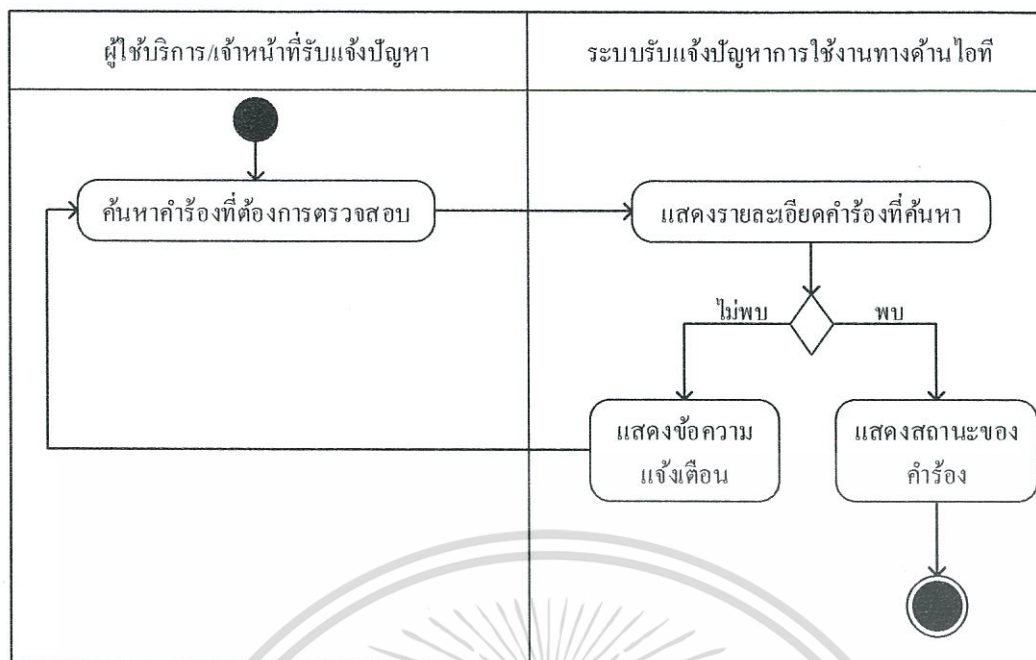 ผู้ใช้บริการ/เจ้าหน้าที่รับแจ้งปัญหา
ระบบรับแจ้งปัญหาการใช้งานทางด้านไอที
ค้นหาคำร้องที่ต้องการตรวจสอบ
แสดงรายละเอียดคำร้องที่ค้นหา
ไม่พบ
พบ
แสดงข้อความ
แจ้งเตือน
แสดงสถานะของ
คำร้อง